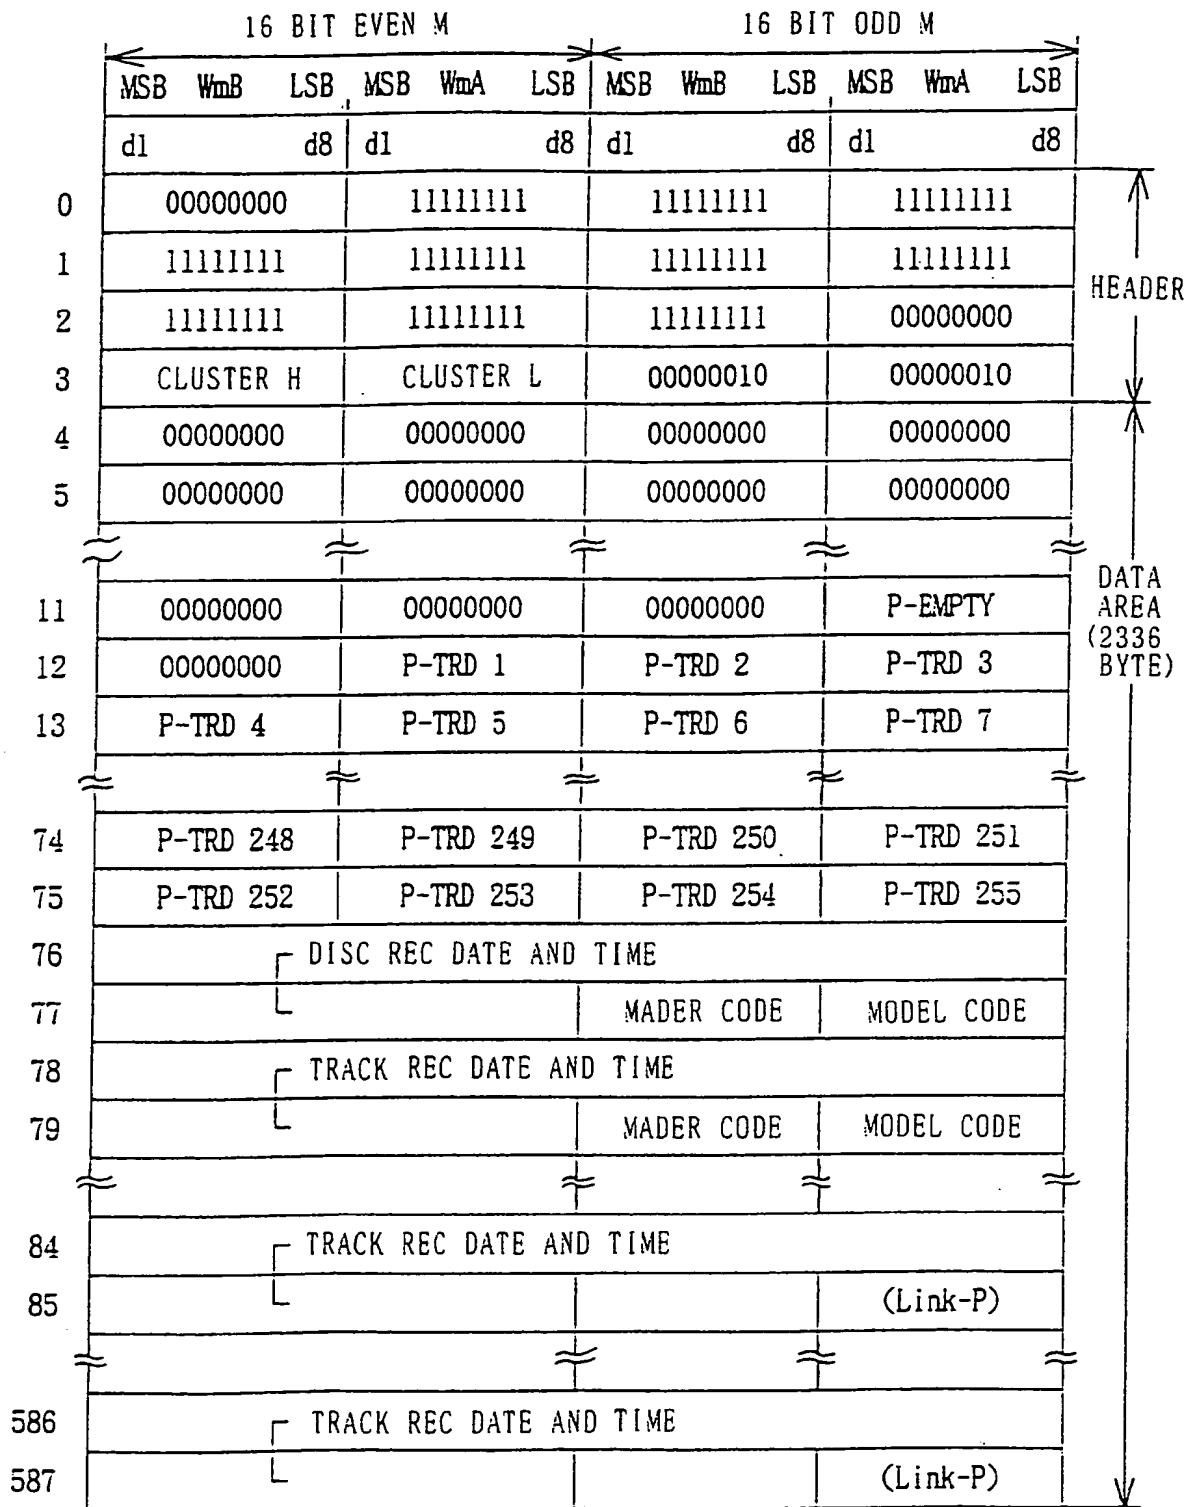 16 BIT EVEN M 16 BIT ODD M
MSB WmB LSB MSB WmA LSB MSB WmB LSB MSB WmA LSB
d1 d8 d1 d8 d1 d8 d1 d8
0 00000000 11111111 11111111 11111111
1 11111111 11111111 11111111 11111111
HEADER
2 11111111 11111111 11111111 00000000
3 CLUSTER H CLUSTER L 00000010 00000010
4 00000000 00000000 00000000 00000000
5 00000000 00000000 00000000 00000000
11 00000000 00000000 00000000 P-EMPTY
12 00000000 P-TRD 1 P-TRD 2 P-TRD 3
13 P-TRD 4 P-TRD 5 P-TRD 6 P-TRD 7
DATA
AREA
(2336
BYTE)
74 P-TRD 248 P-TRD 249 P-TRD 250 P-TRD 251
75 P-TRD 252 P-TRD 253 P-TRD 254 P-TRD 255
76 DISC REC DATE AND TIME
77 MADER CODE MODEL CODE
78 TRACK REC DATE AND TIME
79 MADER CODE MODEL CODE
84 TRACK REC DATE AND TIME
85 (Link-P)
586 TRACK REC DATE AND TIME
587 (Link-P)